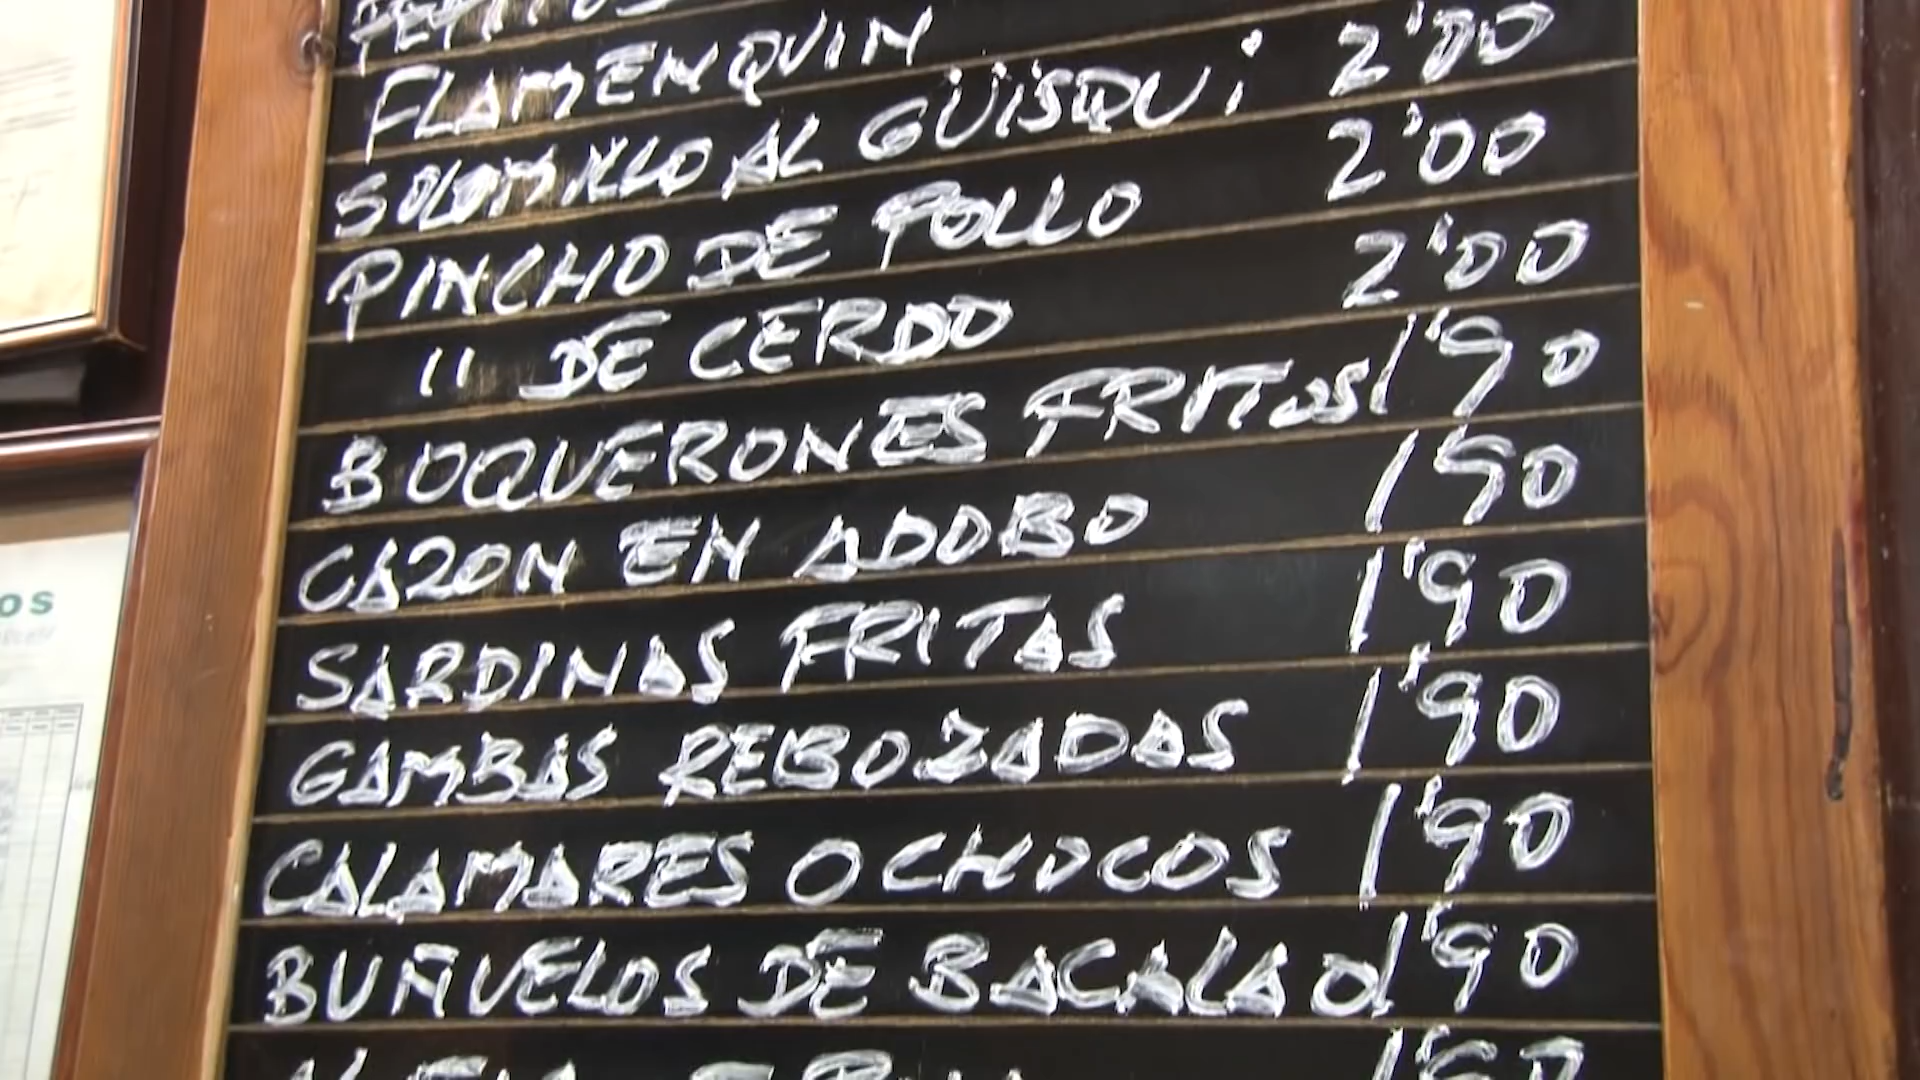 FLAMENQUIN
SOLOMILLO AL GÜISQUI 2'00
PINCHO DE POLLO 2'00
" DE CERDO 2'00
BOQUERONES FRITOS 1'90
CAZON EN ADOBO 1'90
SARDINAS FRITAS 1'90
GAMBAS REBOZADAS 1'90
CALAMARES O CHOCOS 1'90
BUÑUELOS DE BACALAO 1'90